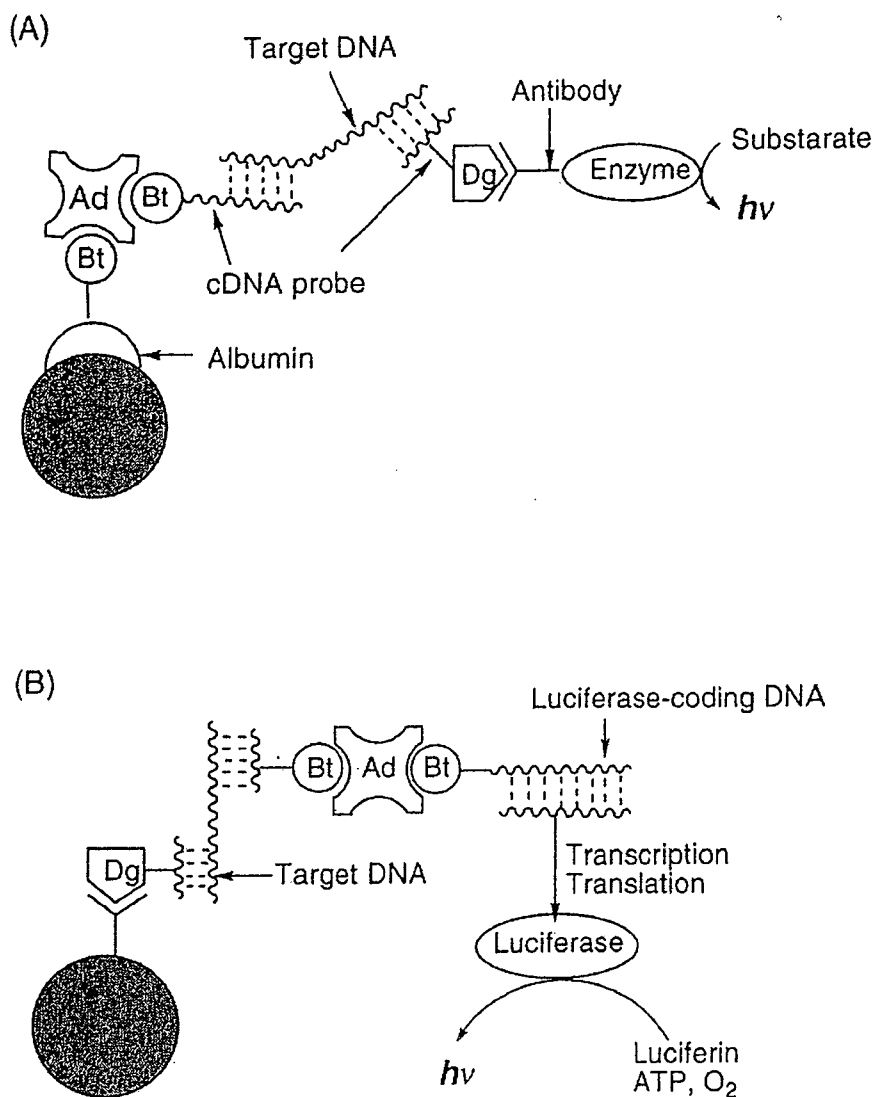 (A)
Target DNA
Antibody
Substarate
Ad
Bt
Dg
Enzyme
hν
Bt
cDNA probe
Albumin
(B)
Luciferase-coding DNA
Bt
Ad
Bt
Dg
Target DNA
Transcription
Translation
Luciferase
hν
Luciferin
ATP, O₂